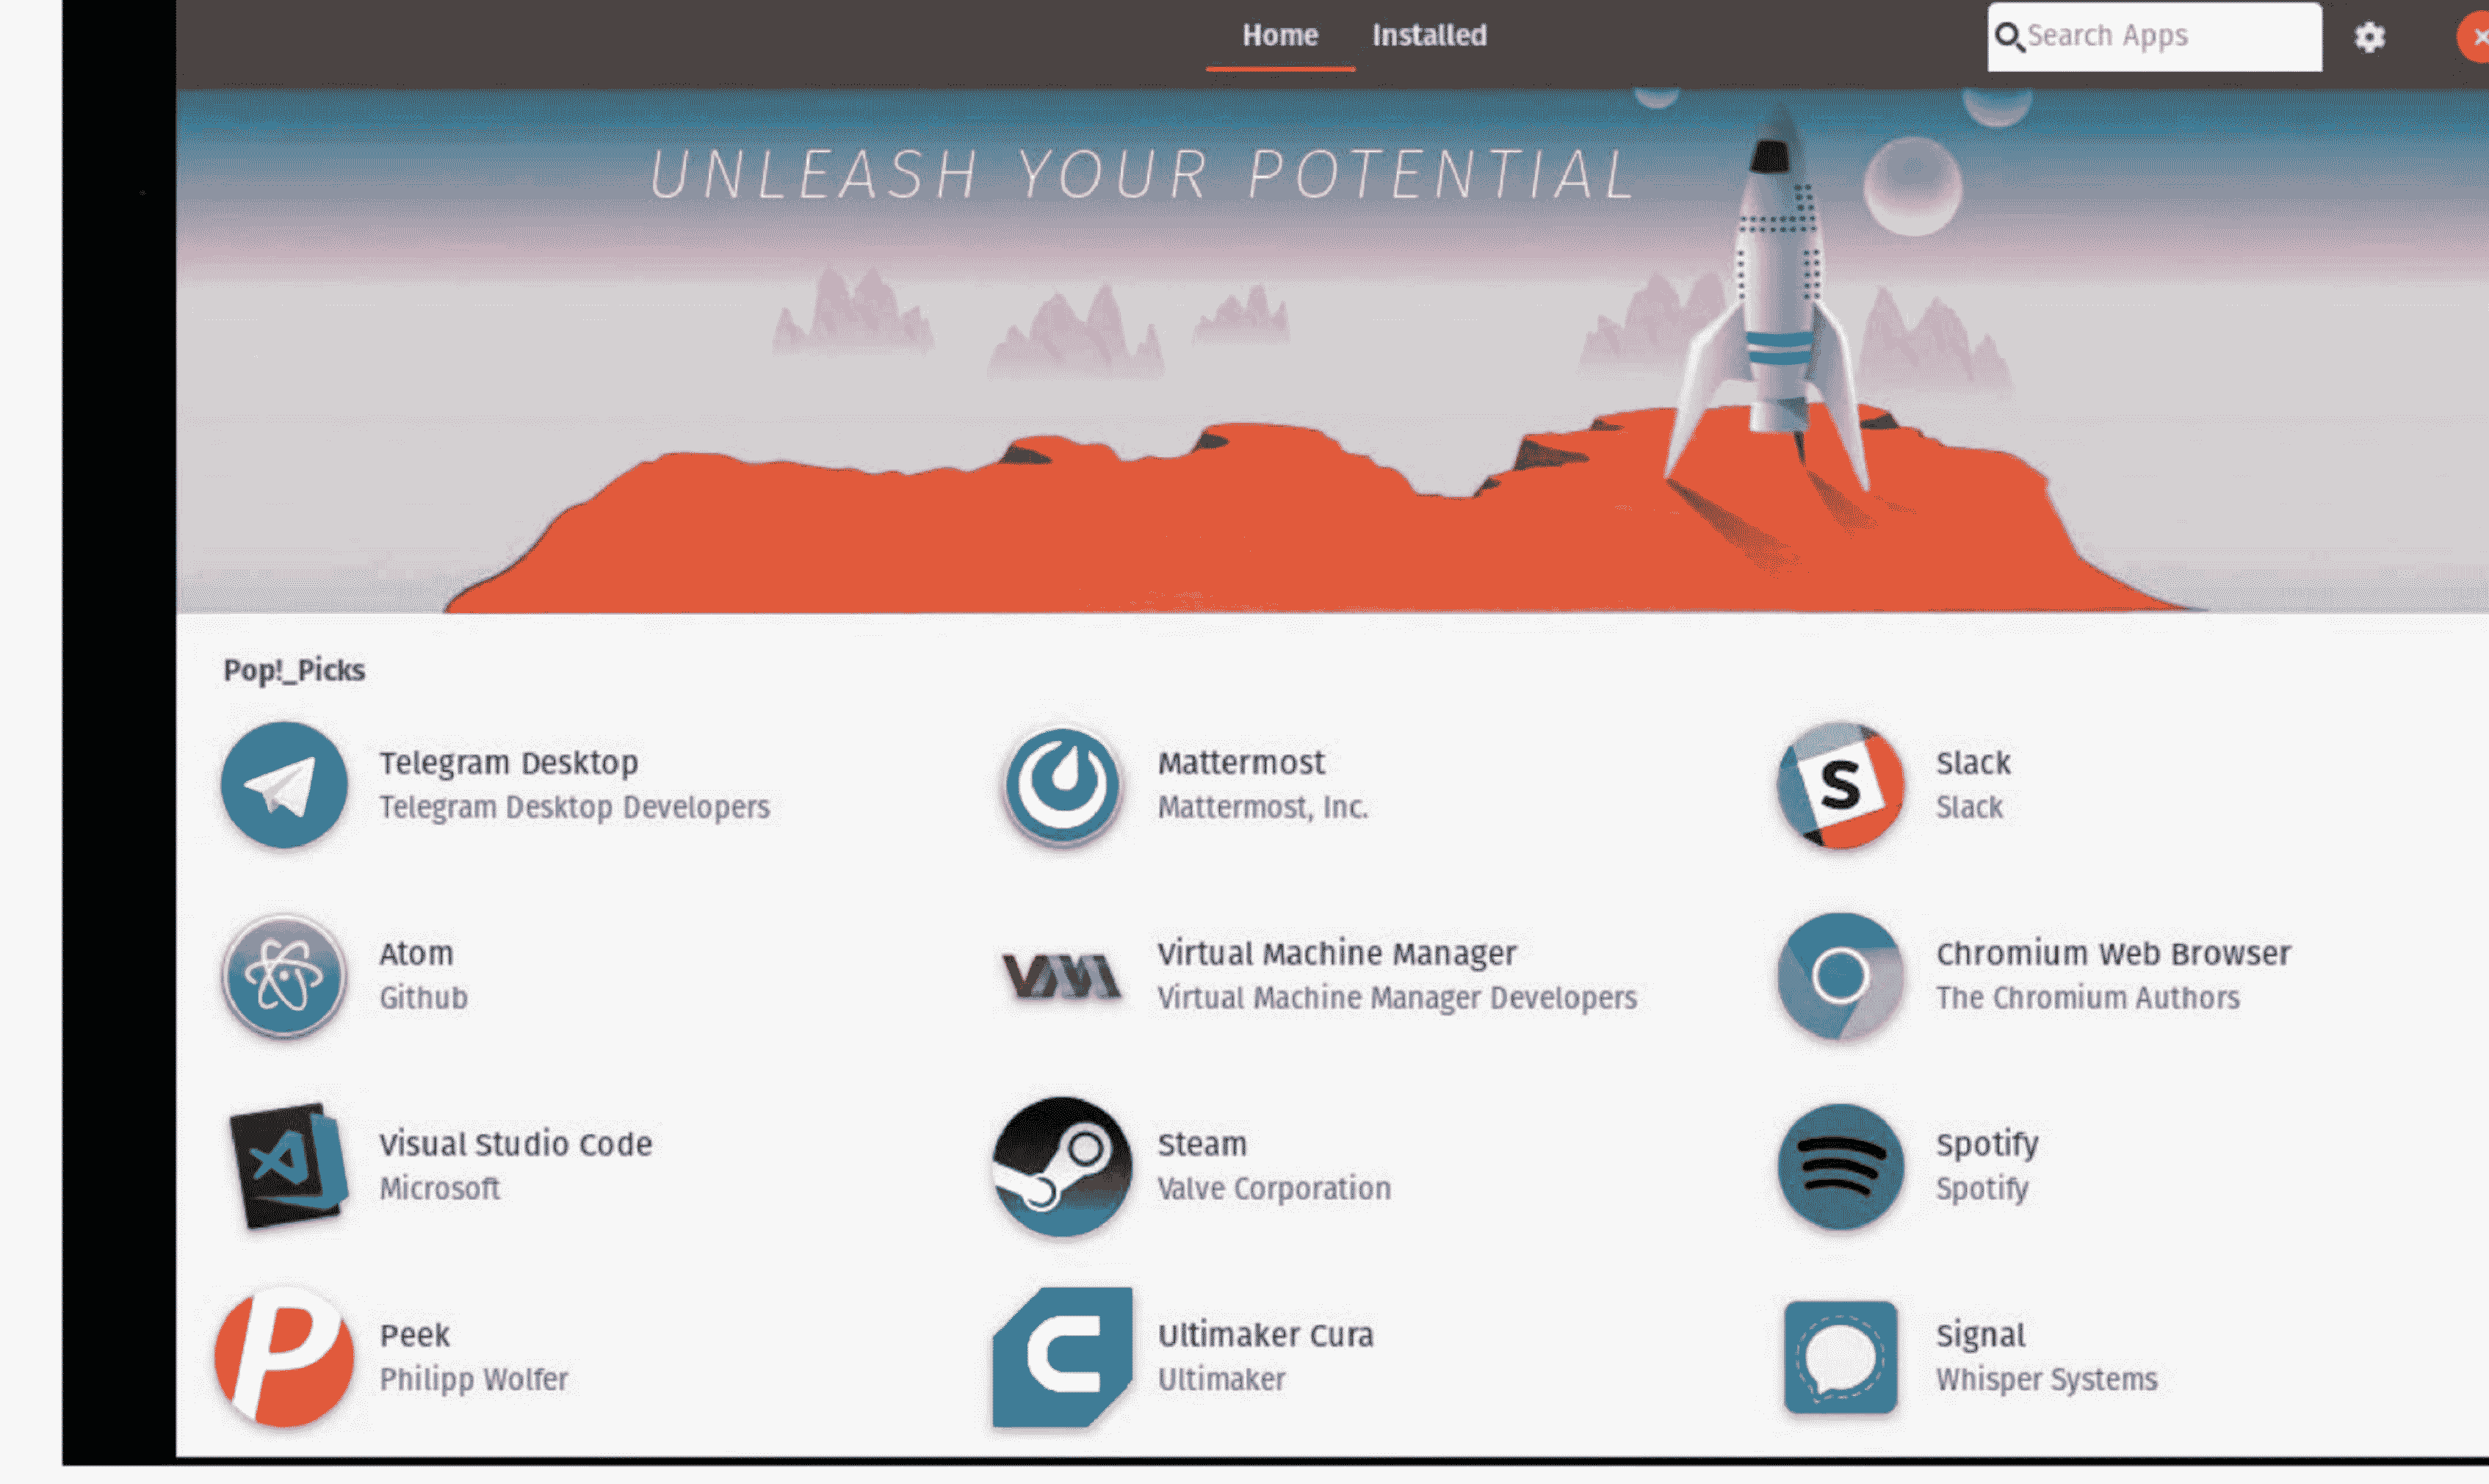 Home Installed Search Apps
UNLEASH YOUR POTENTIAL
Pop!_Picks
Telegram Desktop
Telegram Desktop Developers
Mattermost
Mattermost, Inc.
S
Slack
Slack
Atom
Github
VM
Virtual Machine Manager
Virtual Machine Manager Developers
Chromium Web Browser
The Chromium Authors
Visual Studio Code
Microsoft
Steam
Valve Corporation
Spotify
Spotify
P
Peek
Philipp Wolfer
C
Ultimaker Cura
Ultimaker
Signal
Whisper Systems